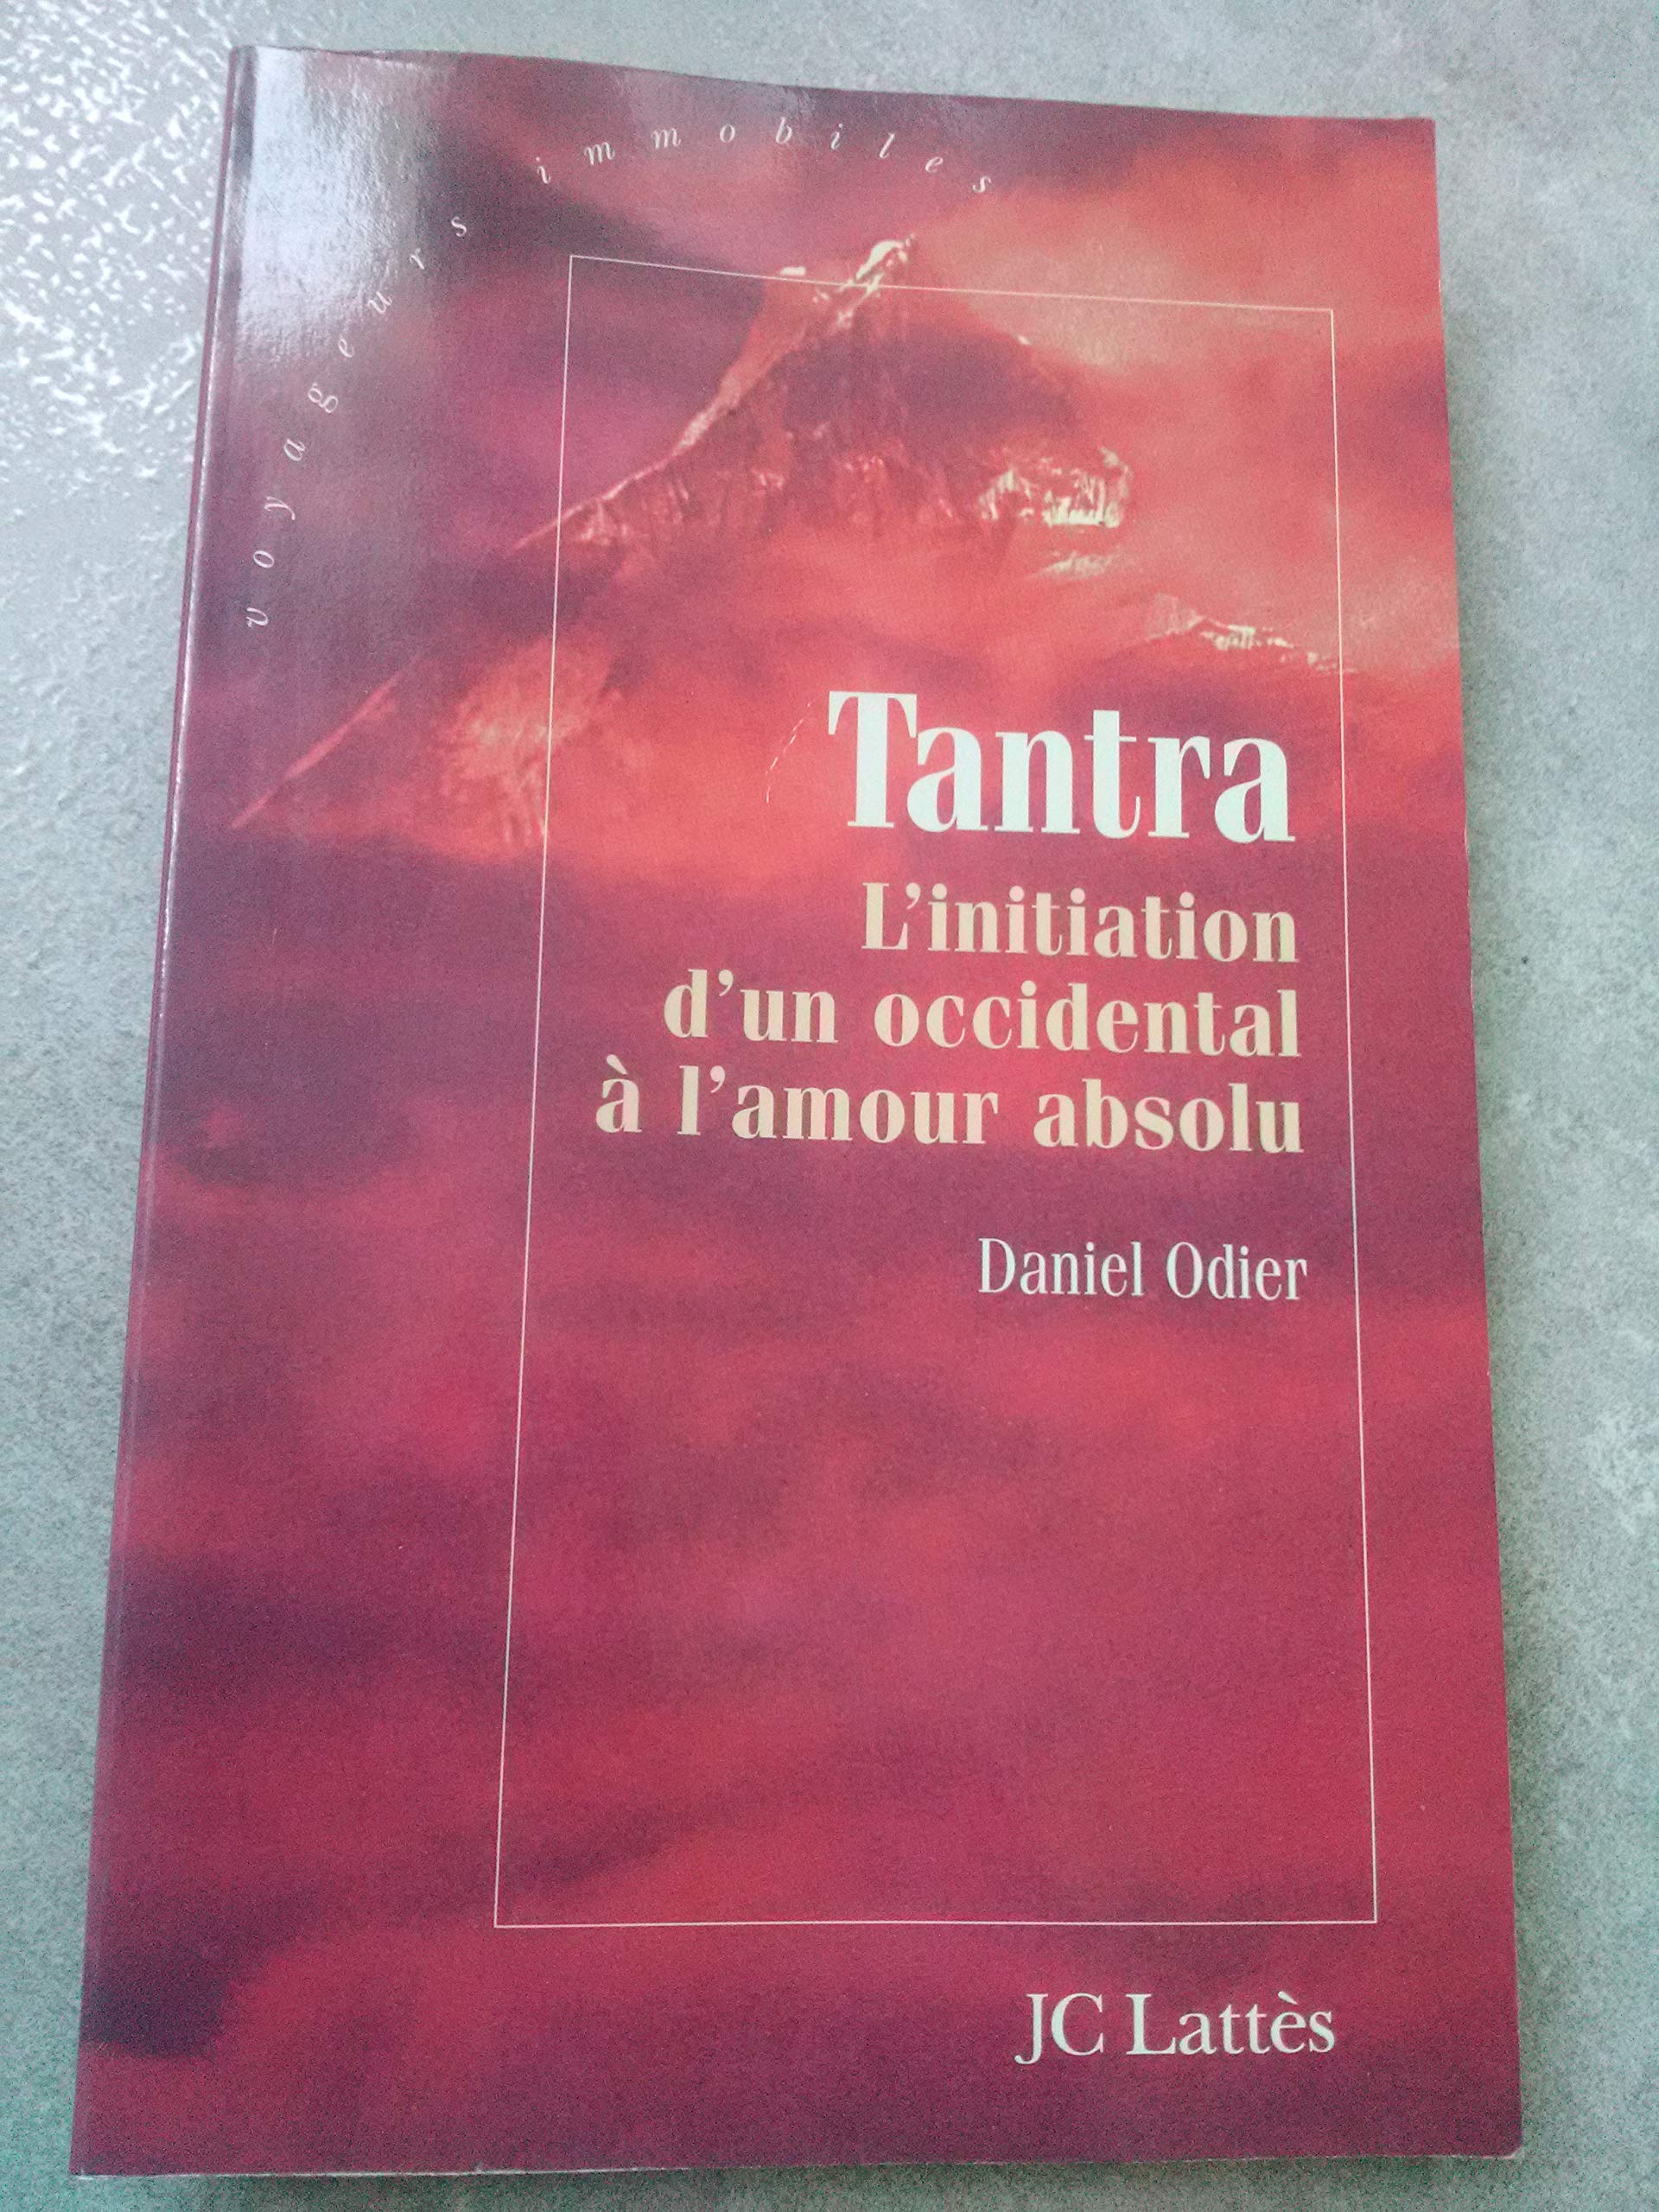 voyageurs immobiles
Tantra
L'initiation
d'un occidental
à l'amour absolu
Daniel Odier
JC Lattès